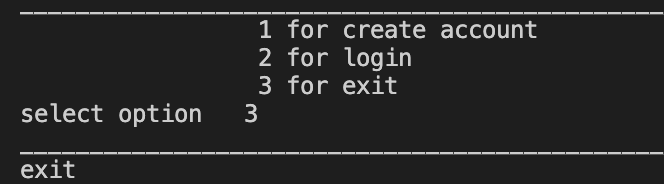 1 for create account
2 for login
3 for exit
select option   3
exit